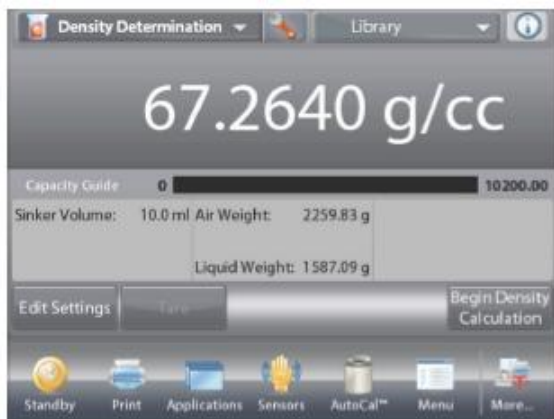 Density Determination Library
67.2640 g/cc
Capacity Guide 0 10200.00
Sinker Volume: 10.0 ml Air Weight: 2259.83 g
Liquid Weight: 1587.09 g
Edit Settings Tare Begin Density
Calculation
Standby Print Applications Sensors AutoCal™ Menu More...